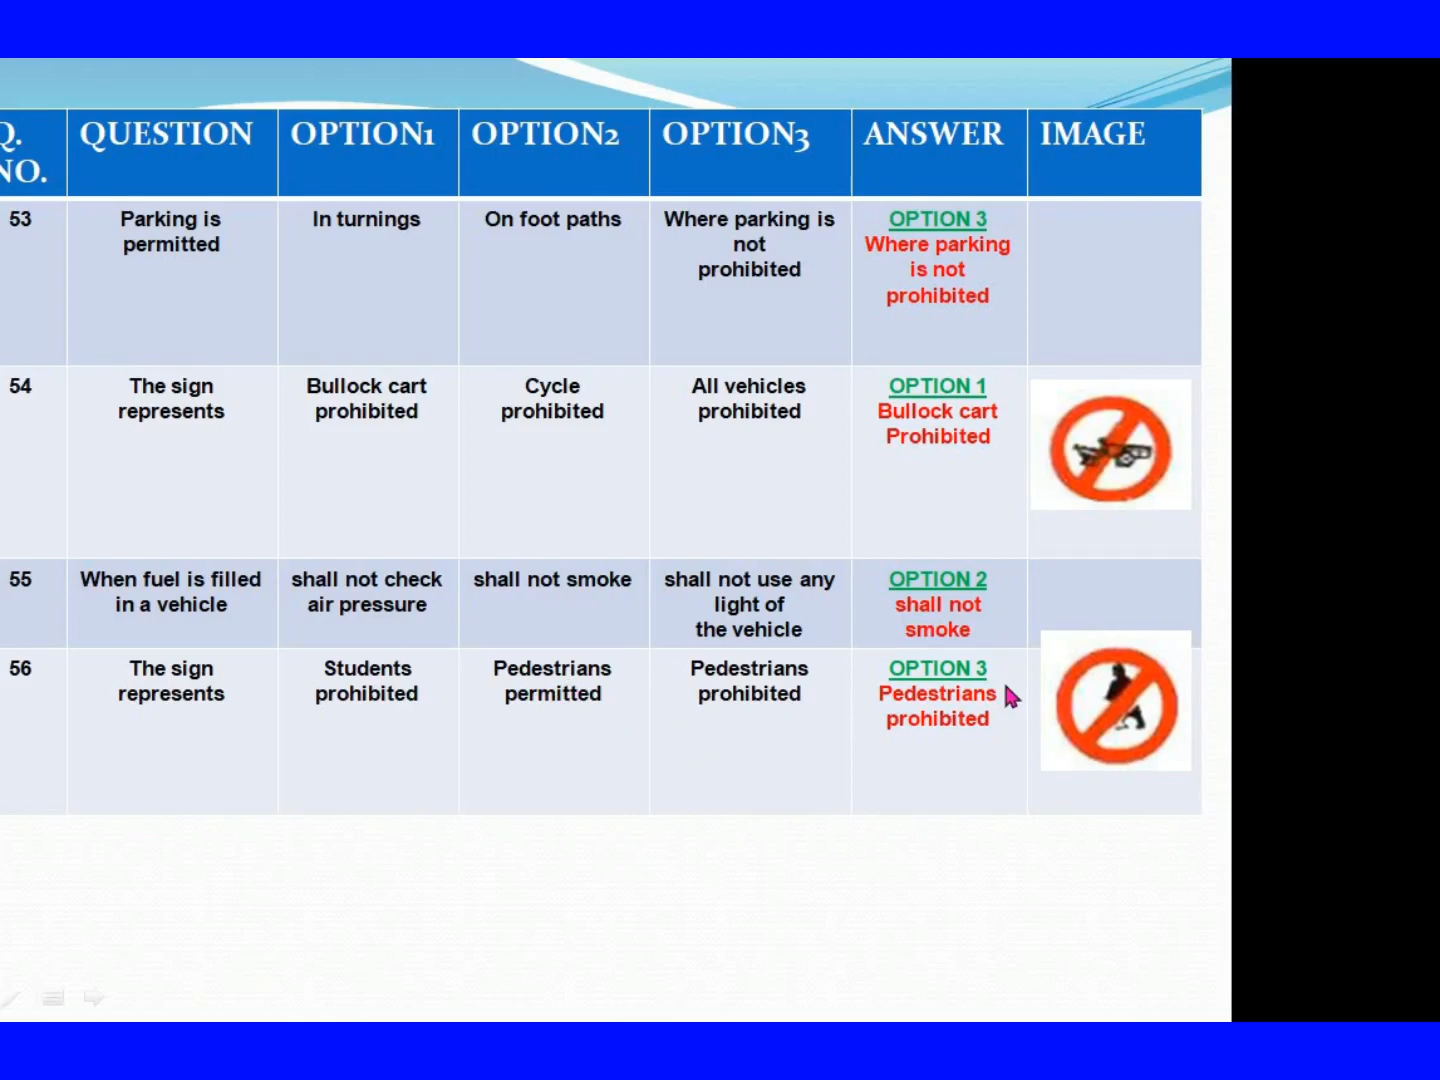 Q. NO. QUESTION OPTION1 OPTION2 OPTION3 ANSWER IMAGE
53 Parking is permitted In turnings On foot paths Where parking is not prohibited OPTION 3 Where parking is not prohibited
54 The sign represents Bullock cart prohibited Cycle prohibited All vehicles prohibited OPTION 1 Bullock cart Prohibited
55 When fuel is filled in a vehicle shall not check air pressure shall not smoke shall not use any light of the vehicle OPTION 2 shall not smoke
56 The sign represents Students prohibited Pedestrians permitted Pedestrians prohibited OPTION 3 Pedestrians prohibited